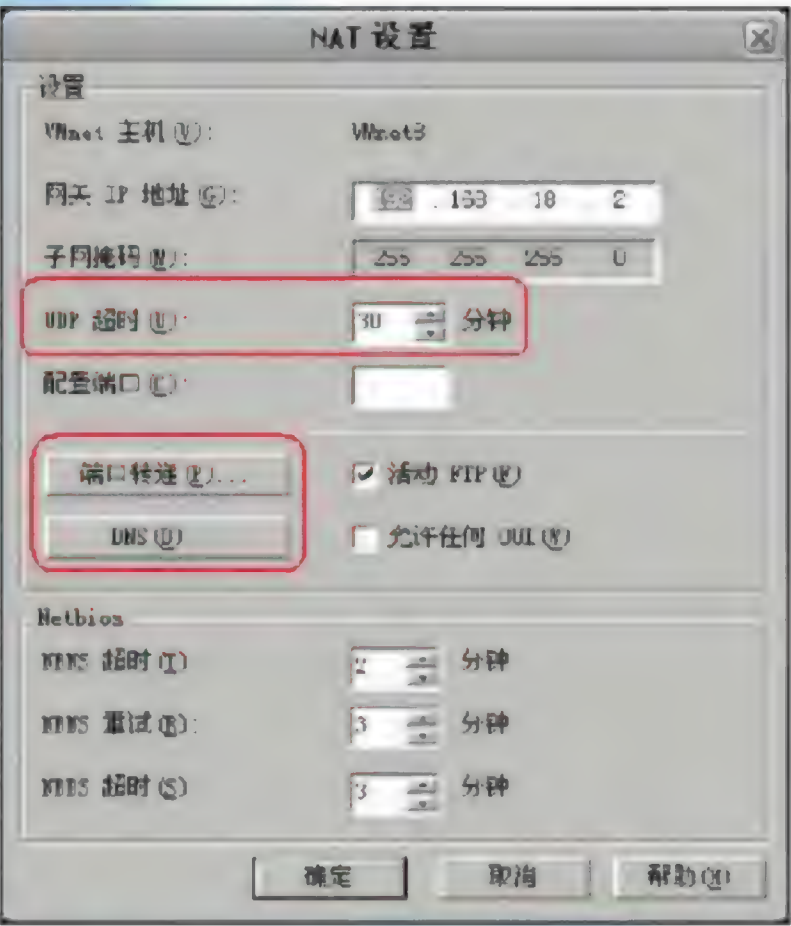 NAT 设置
设置
VMnet 主机(V): VMnet8
网关 IP 地址(G): . 168 18 2
子网掩码(M): 255 255 255 0
UDP 超时(U): 30 分钟
配置端口(C):
端口转送(P)... 活动 FTP(F)
DNS(D) 允许任何 OUI(N)
Netbios
NBNS 超时(T) 2 分钟
NBNS 重试(R): 3 分钟
NBDS 超时(S) 3 分钟
确定 取消 帮助(H)